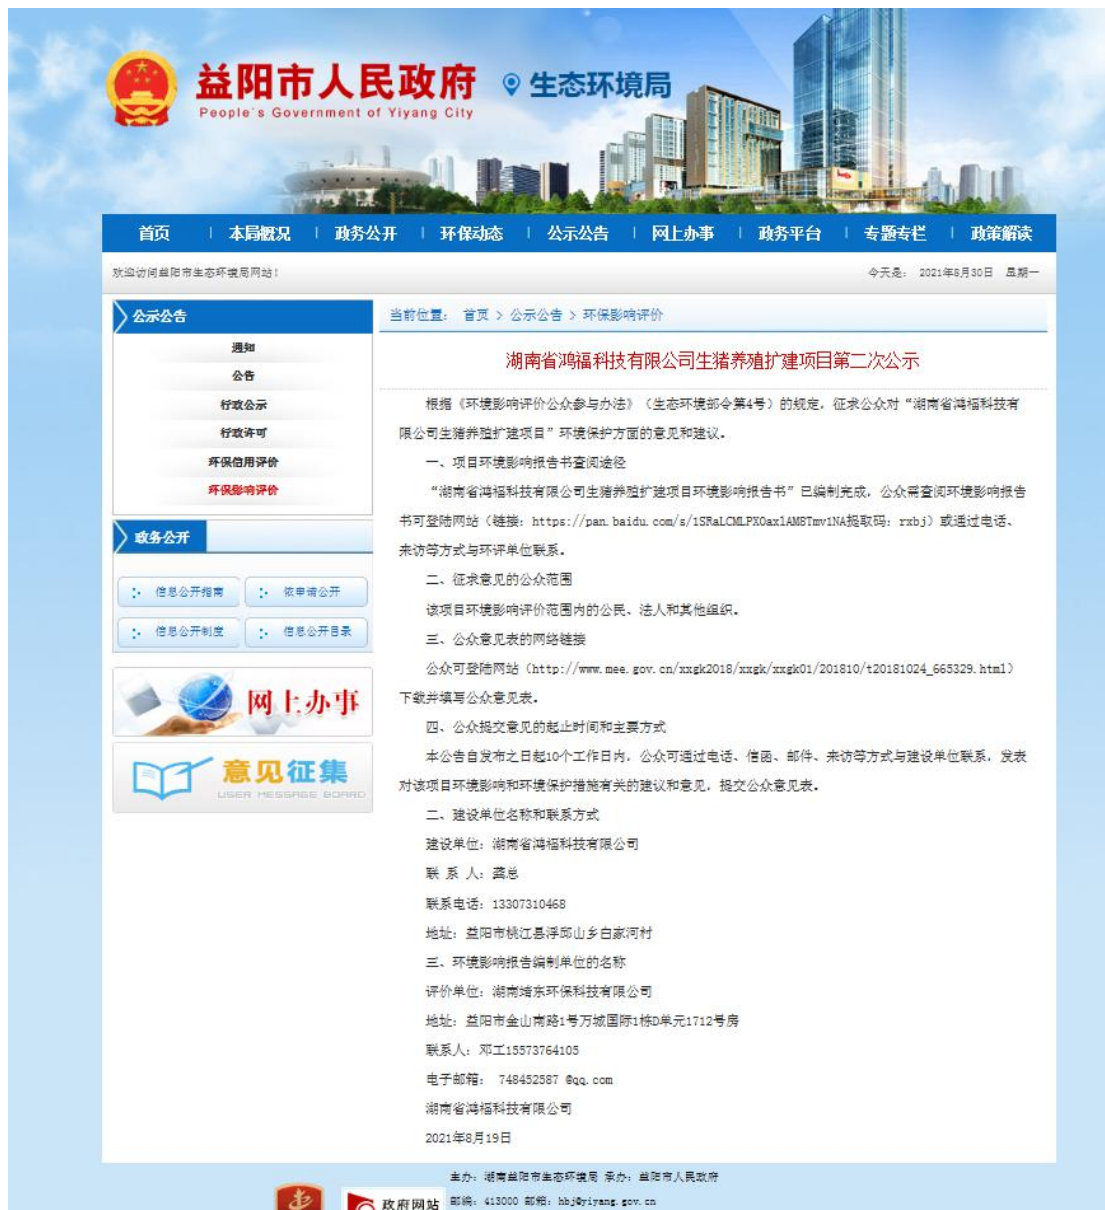 益阳市人民政府
People's Government of Yiyang City
生态环境局
首页 本局概况 政务公开 环保动态 公示公告 网上办事 政务平台 专题专栏 政策解读
欢迎访问益阳市生态环境局网站！
今天是： 2021年8月30日 星期一
公示公告
通知
公告
行政公示
行政许可
环保信用评价
环保影响评价
政务公开
信息公开指南 依申请公开
信息公开制度 信息公开目录
网上办事
意见征集
USER MESSAGE BOARD
当前位置： 首页 > 公示公告 > 环保影响评价
湖南省鸿福科技有限公司生猪养殖扩建项目第二次公示
根据《环境影响评价公众参与办法》（生态环境部令第4号）的规定，征求公众对“湖南省鸿福科技有
限公司生猪养殖扩建项目”环境保护方面的意见和建议。
一、项目环境影响报告书查阅途径
“湖南省鸿福科技有限公司生猪养殖扩建项目环境影响报告书”已编制完成，公众需查阅环境影响报告
书可登陆网站（链接：https://pan.baidu.com/s/1SRaLCMLPXOaxlAM8Tmv1NA提取码：rxbj）或通过电话、
来访等方式与环评单位联系。
二、征求意见的公众范围
该项目环境影响评价范围内的公民、法人和其他组织。
三、公众意见表的网络链接
公众可登陆网站（http://www.mee.gov.cn/xxgk2018/xxgk/xxgk01/201810/t20181024_665329.html）
下载并填写公众意见表。
四、公众提交意见的起止时间和主要方式
本公告自发布之日起10个工作日内，公众可通过电话、信函、邮件、来访等方式与建设单位联系，发表
对该项目环境影响和环境保护措施有关的建议和意见，提交公众意见表。
二、建设单位名称和联系方式
建设单位：湖南省鸿福科技有限公司
联 系 人：龚总
联系电话：13307310468
地址：益阳市桃江县浮邱山乡白家河村
三、环境影响报告编制单位的名称
评价单位：湖南靖东环保科技有限公司
地址：益阳市金山南路1号万城国际1栋D单元1712号房
联系人：邓工15573764105
电子邮箱： 748452587 @qq.com
湖南省鸿福科技有限公司
2021年8月19日
主办：湖南益阳市生态环境局 承办：益阳市人民政府
政府网站
邮编：413000 邮箱：hbj@yiyang.gov.cn